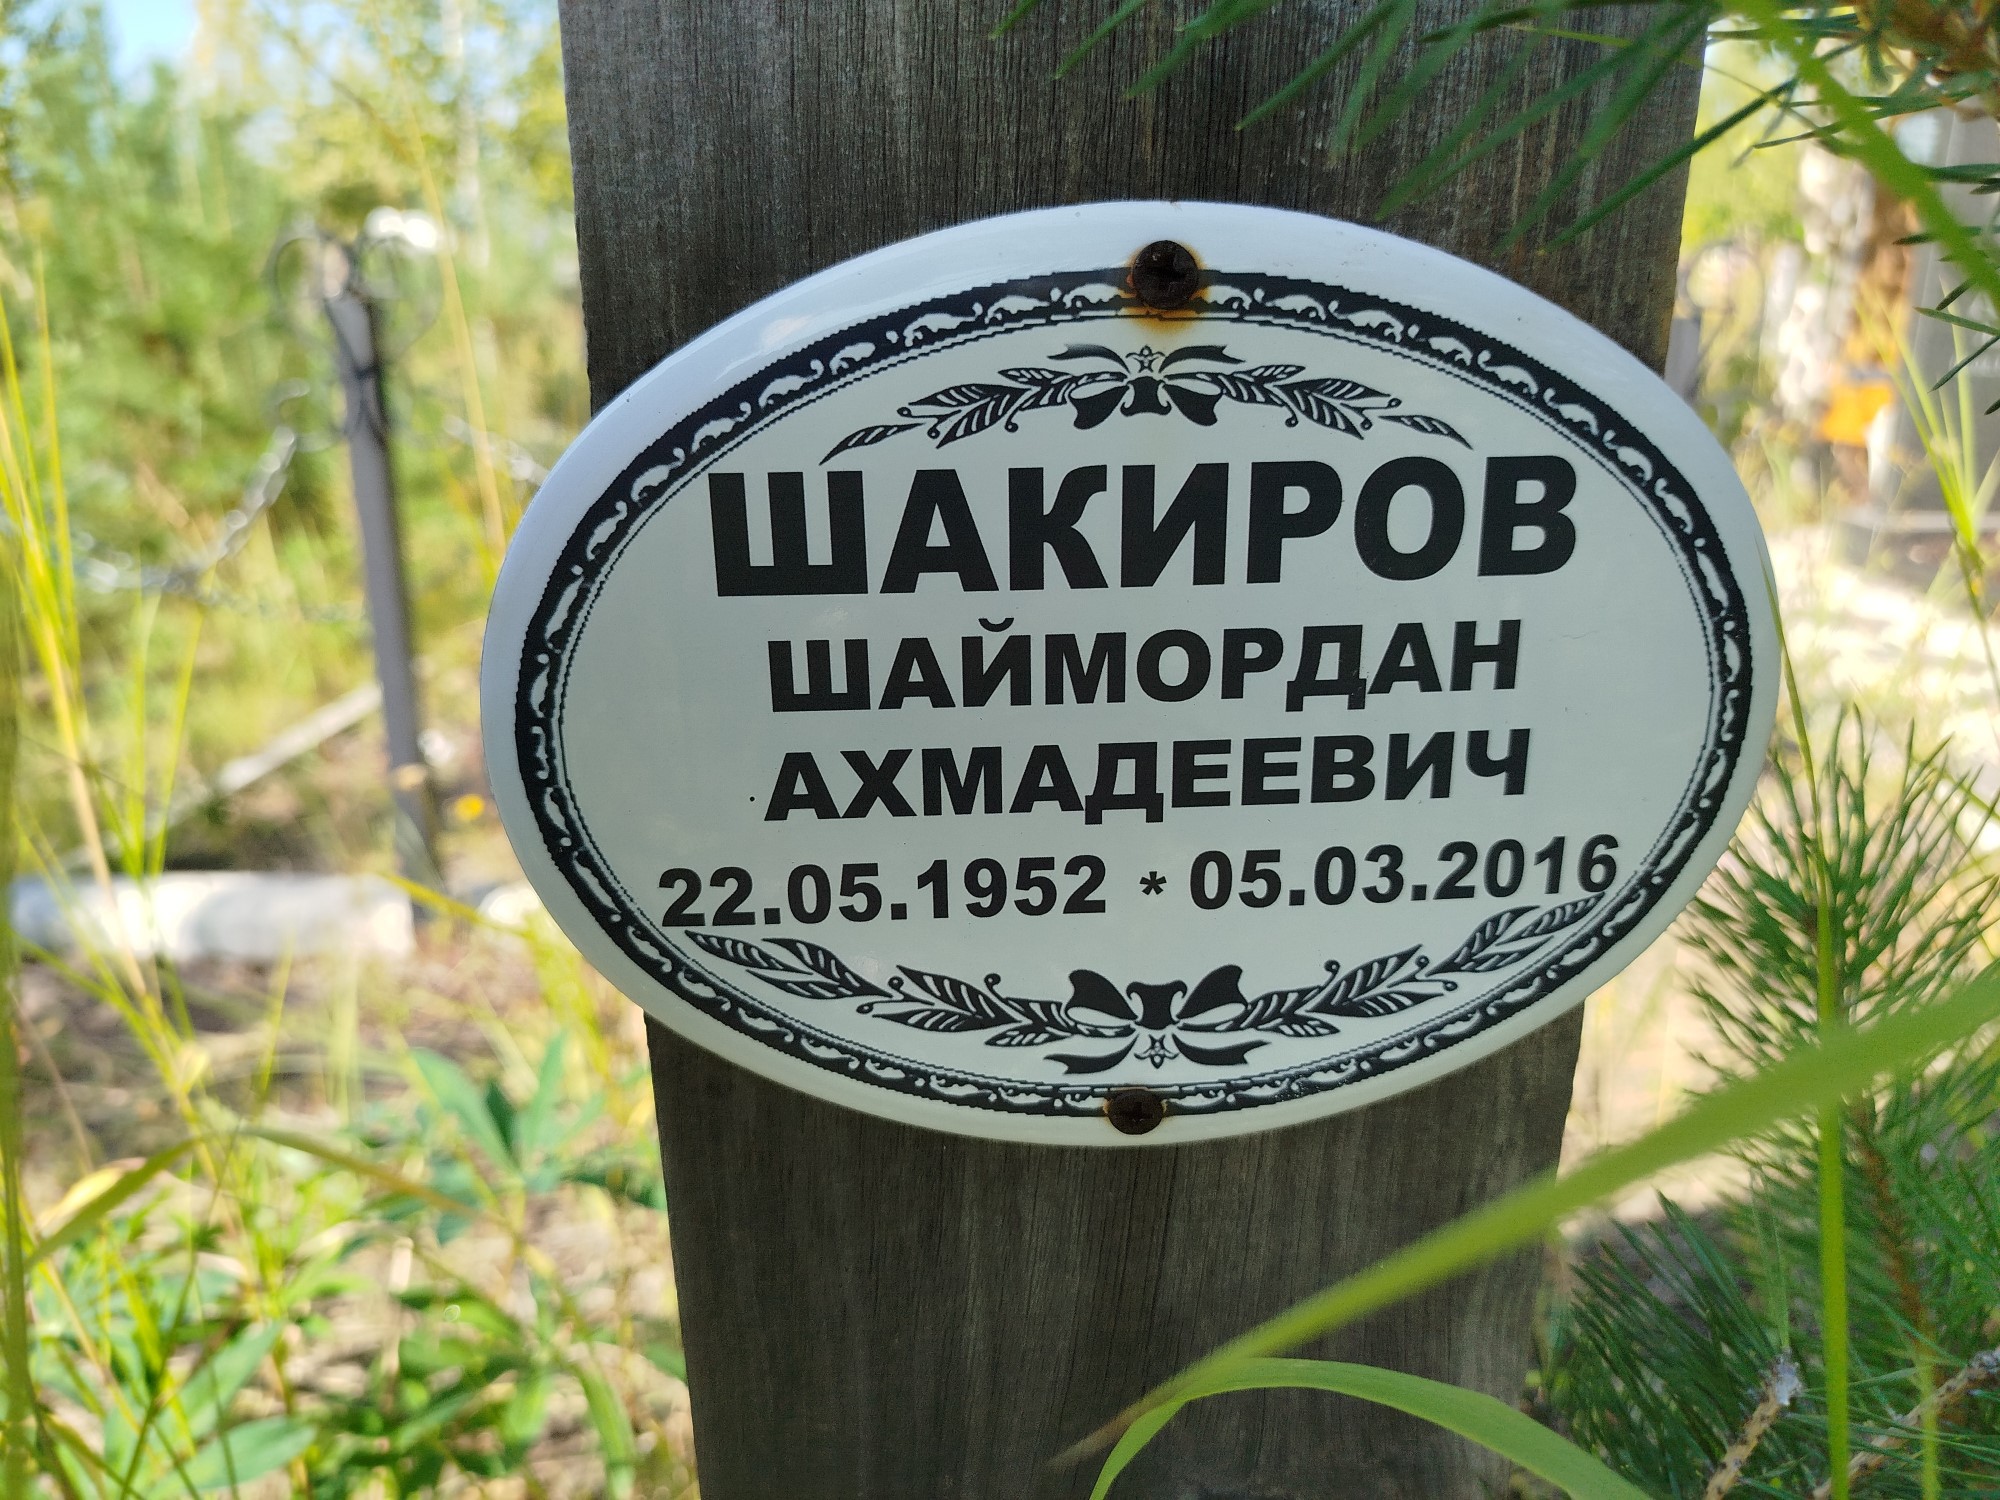 ШАКИРОВ
ШАЙМОРДАН
АХМАДЕЕВИЧ
22.05.1952 * 05.03.2016